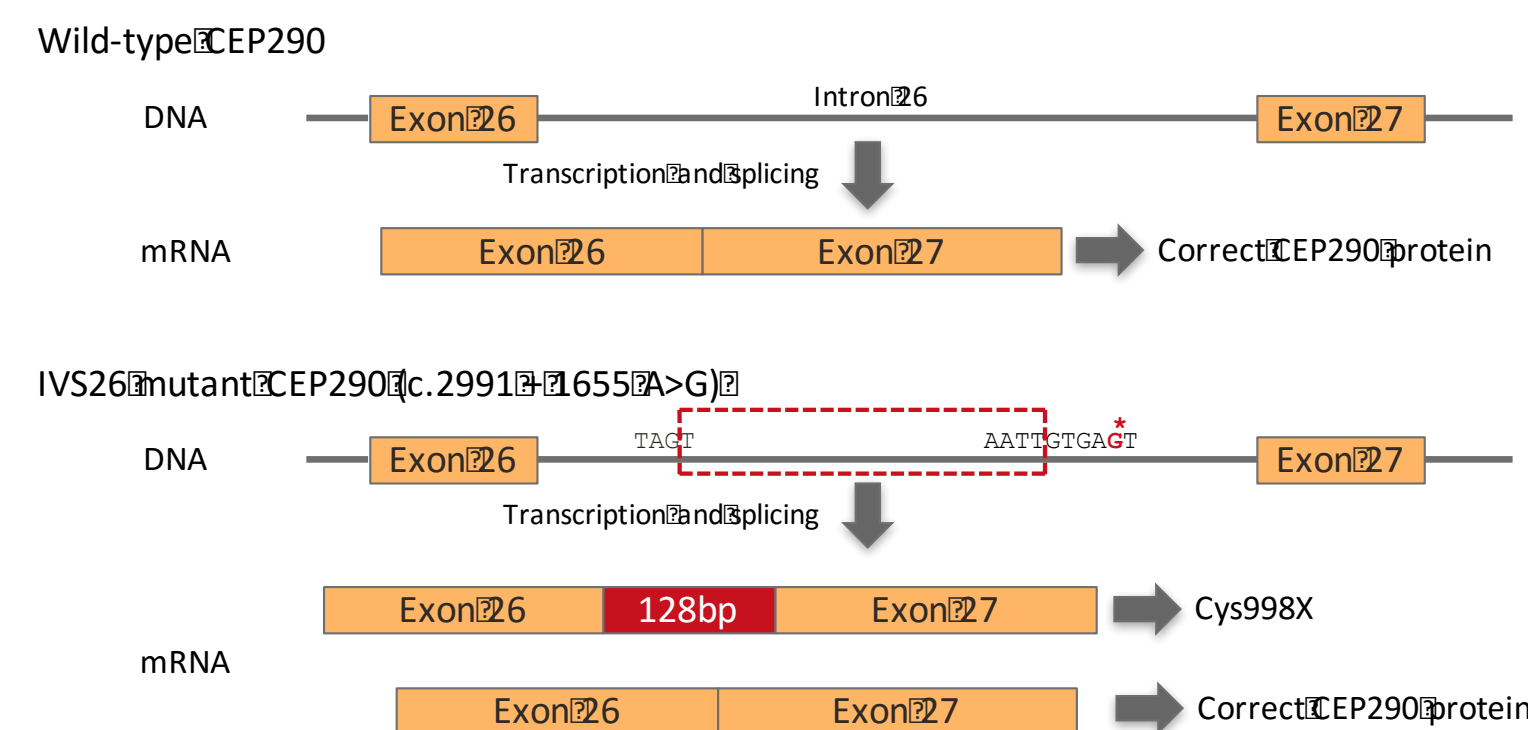 Wild-type CEP290
Intron 26
DNA
Exon 26
Exon 27
Transcription and splicing
mRNA
Exon 26
Exon 27
Correct CEP290 protein
IVS26 mutant CEP290 (c.2991 + 1655 A>G)
*
TAGT
AATTGTGAGT
DNA
Exon 26
Exon 27
Transcription and splicing
Exon 26
128bp
Exon 27
Cys998X
mRNA
Exon 26
Exon 27
Correct CEP290 protein